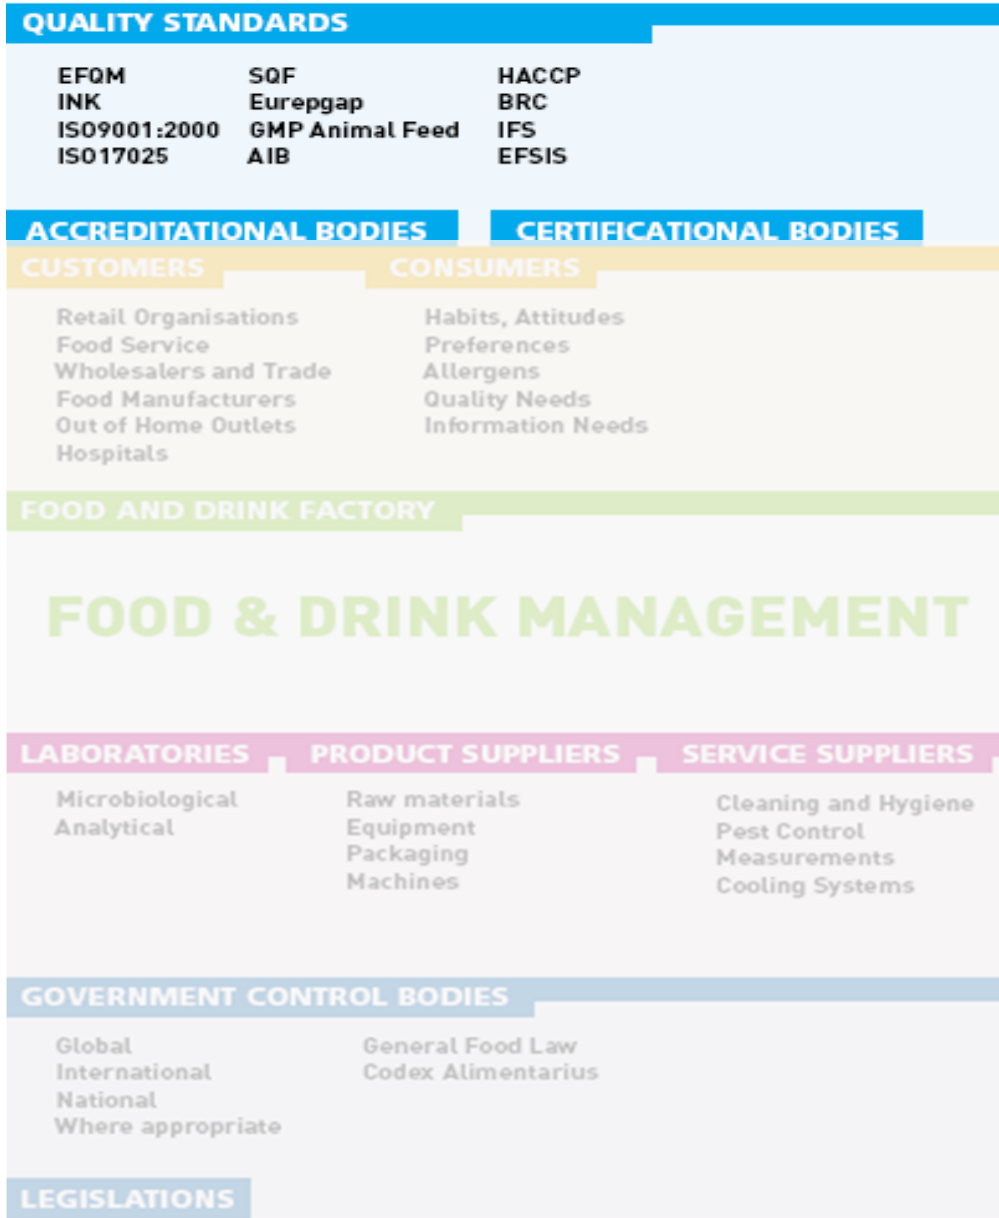 QUALITY STANDARDS
EFQM SQF HACCP
INK Eurepgap BRC
ISO9001:2000 GMP Animal Feed IFS
ISO17025 AIB EFSIS
ACCREDITATIONAL BODIES CERTIFICATIONAL BODIES
CUSTOMERS CONSUMERS
Retail Organisations Habits, Attitudes
Food Service Preferences
Wholesalers and Trade Allergens
Food Manufacturers Quality Needs
Out of Home Outlets Information Needs
Hospitals
FOOD AND DRINK FACTORY
FOOD & DRINK MANAGEMENT
LABORATORIES PRODUCT SUPPLIERS SERVICE SUPPLIERS
Microbiological Raw materials Cleaning and Hygiene
Analytical Equipment Pest Control
Packaging Measurements
Machines Cooling Systems
GOVERNMENT CONTROL BODIES
Global General Food Law
International Codex Alimentarius
National
Where appropriate
LEGISLATIONS